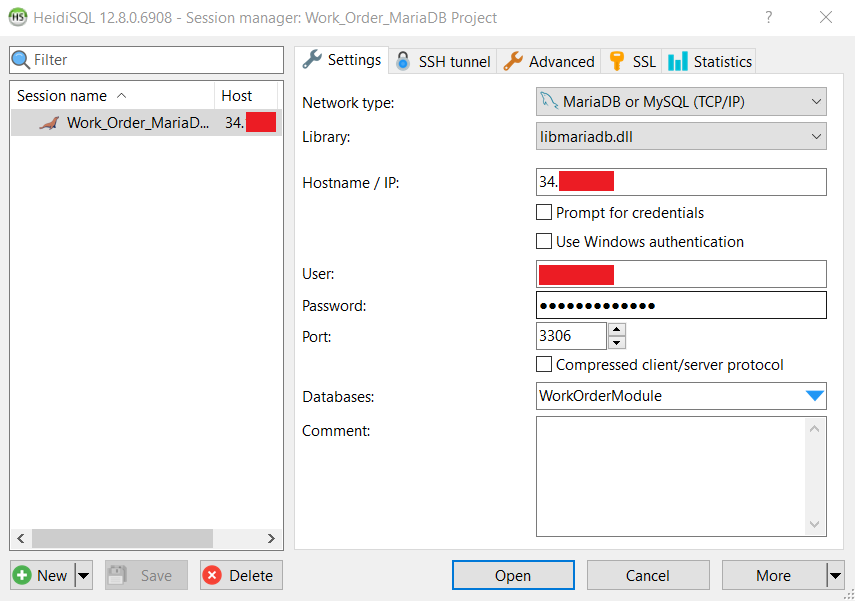 HS HeidiSQL 12.8.0.6908 - Session manager: Work_Order_MariaDB Project ?
Filter
Session name Host
Work_Order_MariaD... 34.
New Save Delete
Settings SSH tunnel Advanced SSL Statistics
Network type: MariaDB or MySQL (TCP/IP)
Library: libmariadb.dll
Hostname / IP: 34.
Prompt for credentials
Use Windows authentication
User:
Password: ●●●●●●●●●●●●●
Port: 3306
Compressed client/server protocol
Databases: WorkOrderModule
Comment:
Open Cancel More